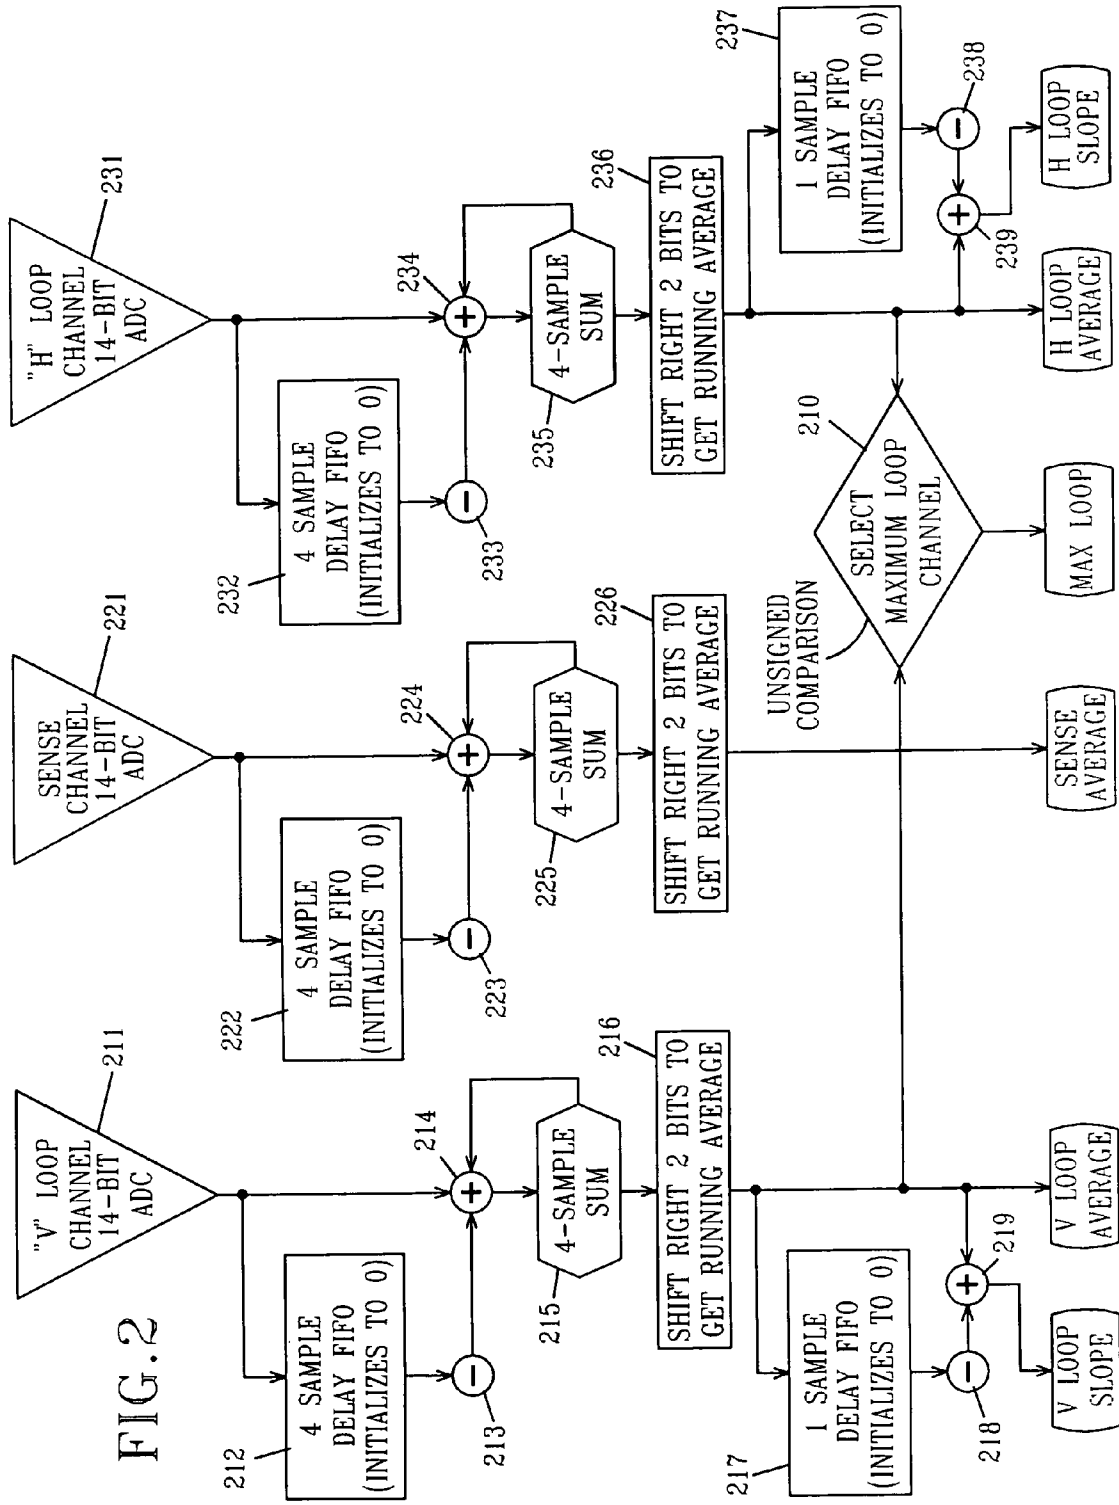 FIG.2
"V" LOOP
CHANNEL
14-BIT
ADC
211
212
4 SAMPLE
DELAY FIFO
(INITIALIZES TO 0)
213
214
215
4-SAMPLE
SUM
216
SHIFT RIGHT 2 BITS TO
GET RUNNING AVERAGE
217
1 SAMPLE
DELAY FIFO
(INITIALIZES TO 0)
−
218
+
219
V LOOP
SLOPE
V LOOP
AVERAGE
SENSE
CHANNEL
14-BIT
ADC
221
222
4 SAMPLE
DELAY FIFO
(INITIALIZES TO 0)
−
223
+
224
225
4-SAMPLE
SUM
226
SHIFT RIGHT 2 BITS TO
GET RUNNING AVERAGE
SENSE
AVERAGE
"H" LOOP
CHANNEL
14-BIT
ADC
231
232
4 SAMPLE
DELAY FIFO
(INITIALIZES TO 0)
−
233
+
234
235
4-SAMPLE
SUM
236
SHIFT RIGHT 2 BITS TO
GET RUNNING AVERAGE
UNSIGNED
COMPARISON
210
SELECT
MAXIMUM LOOP
CHANNEL
MAX LOOP
237
1 SAMPLE
DELAY FIFO
(INITIALIZES TO 0)
−
238
+
239
H LOOP
AVERAGE
H LOOP
SLOPE